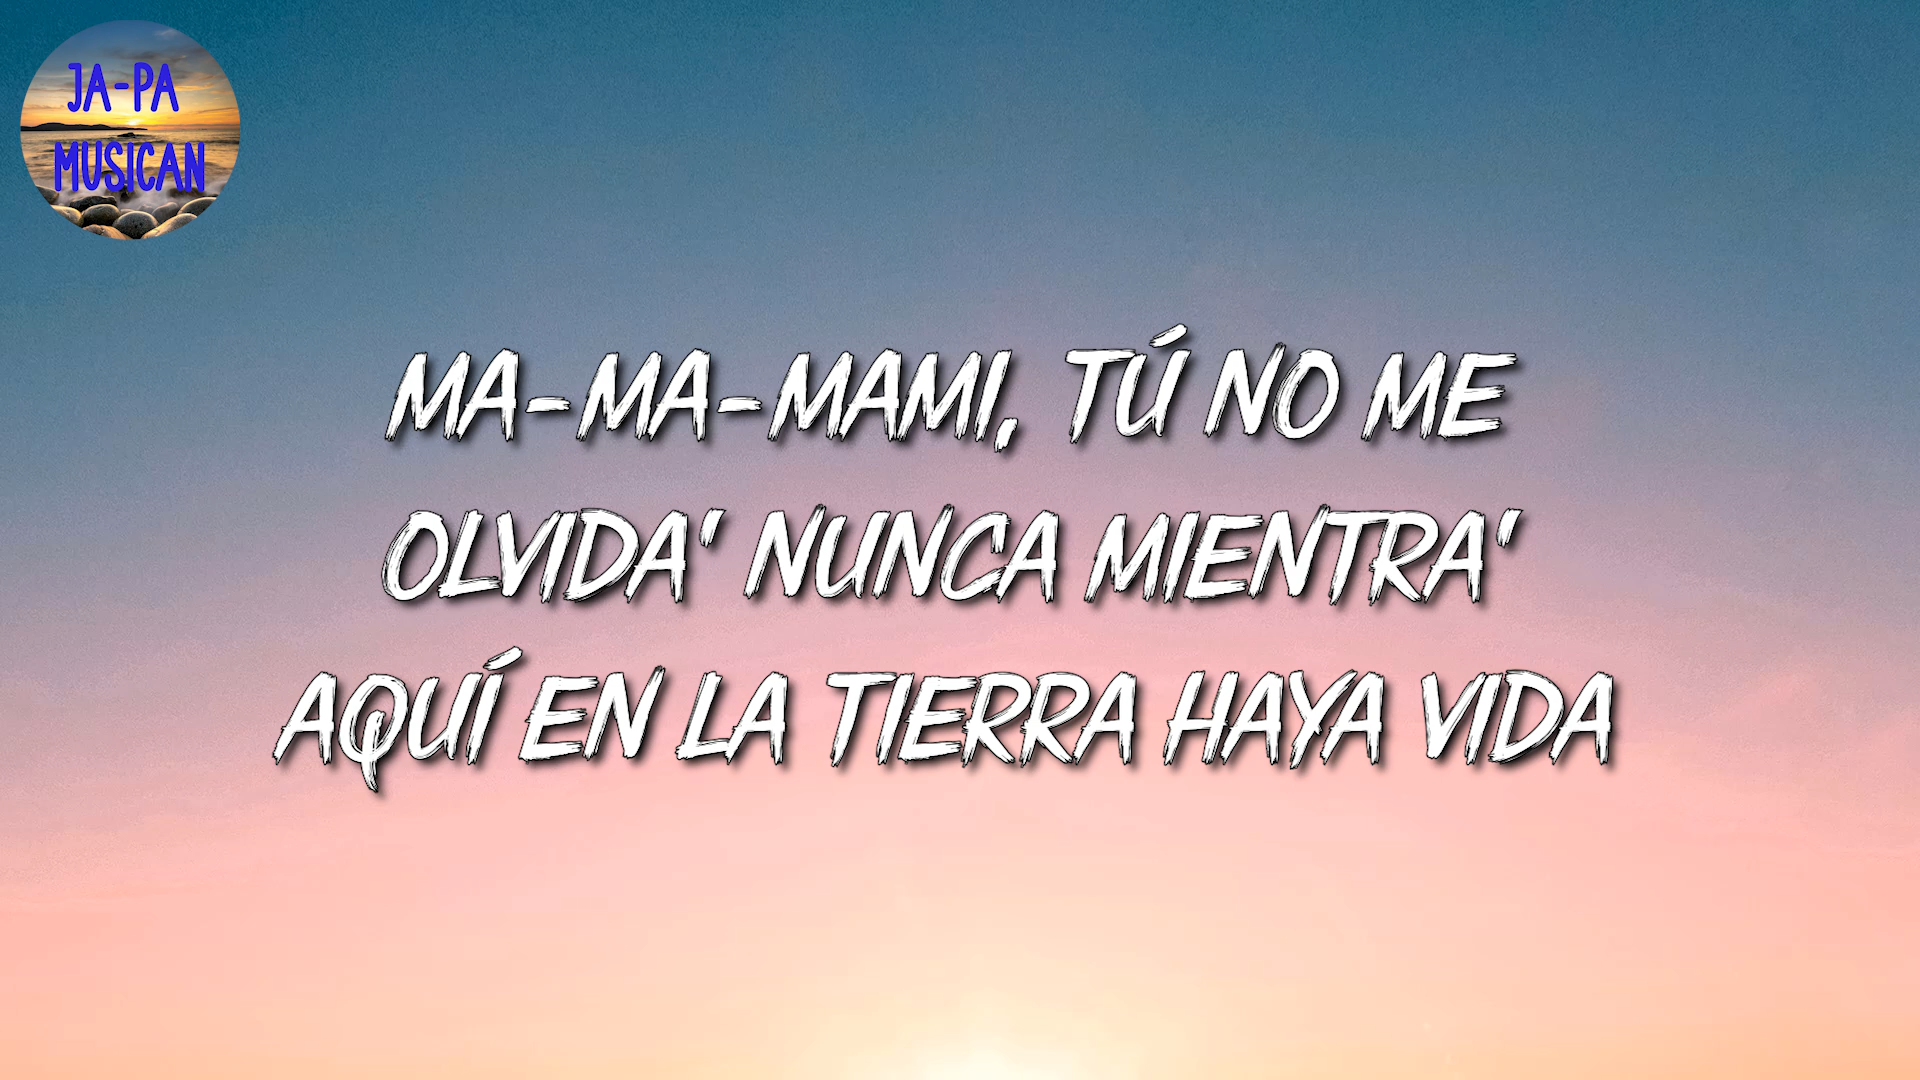 JA-PA
MUSICAN
MA-MA-MAMI, TÚ NO ME
OLVIDA' NUNCA MIENTRA'
AQUÍ EN LA TIERRA HAYA VIDA